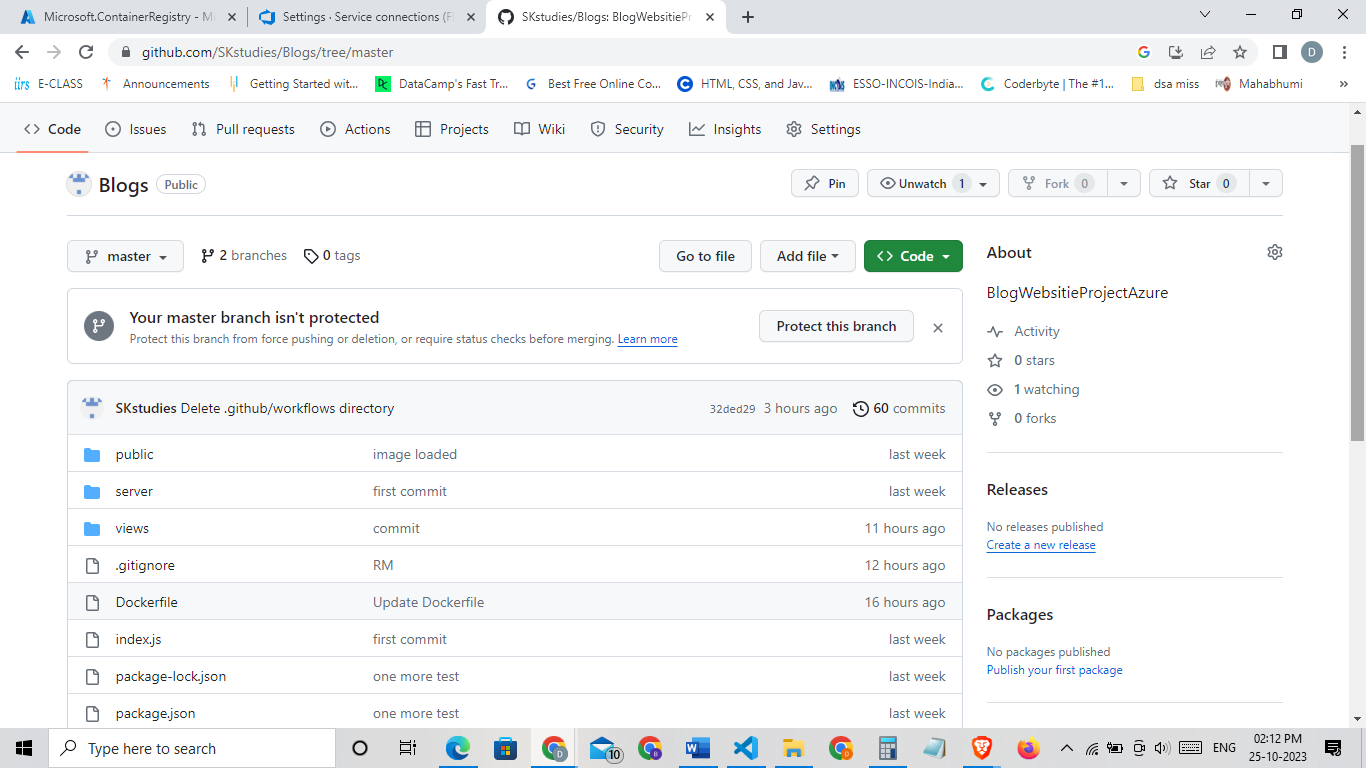 Microsoft.ContainerRegistry - Mi
Settings · Service connections (Fi
SKstudies/Blogs: BlogWebsitiePr
github.com/SKstudies/Blogs/tree/master
D
iirs E-CLASS
Announcements
Getting Started wit...
DC DataCamp's Fast Tr...
Best Free Online Co...
HTML, CSS, and Jav...
ESSO-INCOIS-India...
Coderbyte | The #1...
dsa miss
Mahabhumi
Code
Issues
Pull requests
Actions
Projects
Wiki
Security
Insights
Settings
Blogs Public
Pin
Unwatch 1
Fork 0
Star 0
master
2 branches
0 tags
Go to file
Add file
Code
Your master branch isn't protected
Protect this branch from force pushing or deletion, or require status checks before merging. Learn more
Protect this branch
SKstudies Delete .github/workflows directory
32ded29 3 hours ago 60 commits
public image loaded last week
server first commit last week
views commit 11 hours ago
.gitignore RM 12 hours ago
Dockerfile Update Dockerfile 16 hours ago
index.js first commit last week
package-lock.json one more test last week
package.json one more test last week
About
BlogWebsitieProjectAzure
Activity
0 stars
1 watching
0 forks
Releases
No releases published
Create a new release
Packages
No packages published
Publish your first package
Type here to search
D
10
B
D
ENG
02:12 PM
25-10-2023